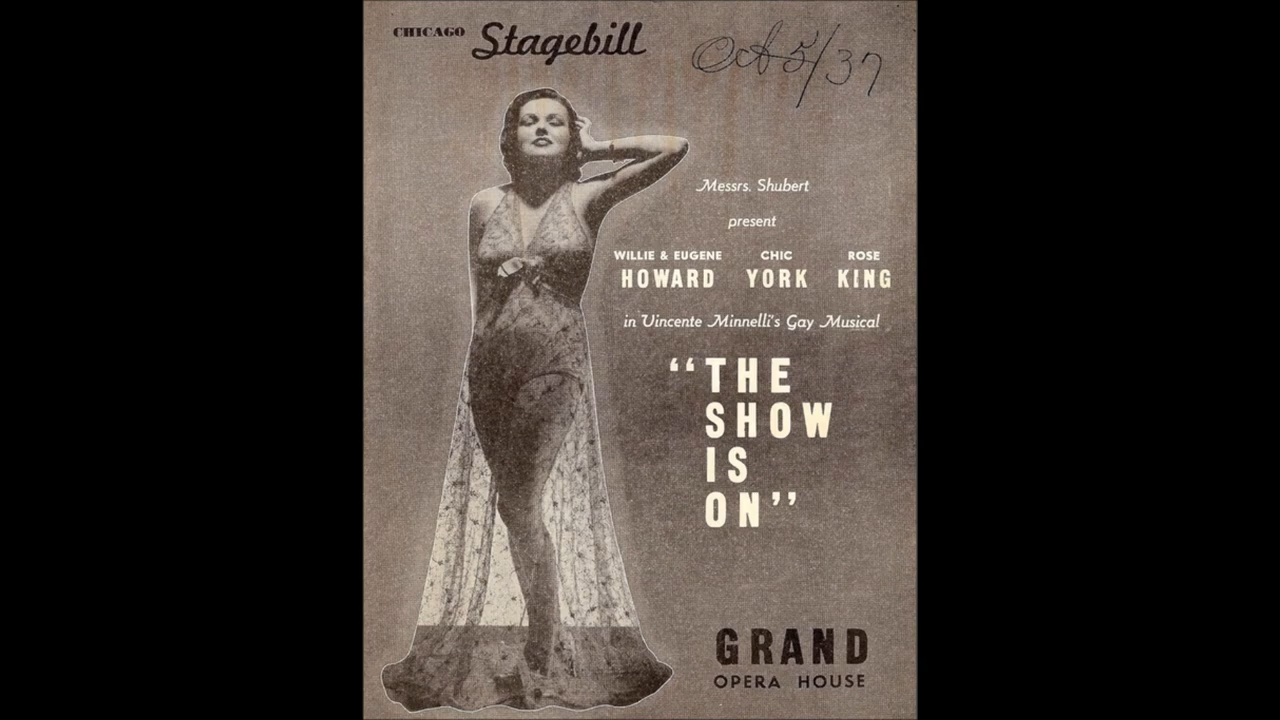 CHICAGO Stagebill
Oct 5/37
Messrs. Shubert
present
WILLIE & EUGENE CHIC ROSE
HOWARD YORK KING
in Vincente Minnelli's Gay Musical
“THE
SHOW
IS
ON”
GRAND
OPERA HOUSE